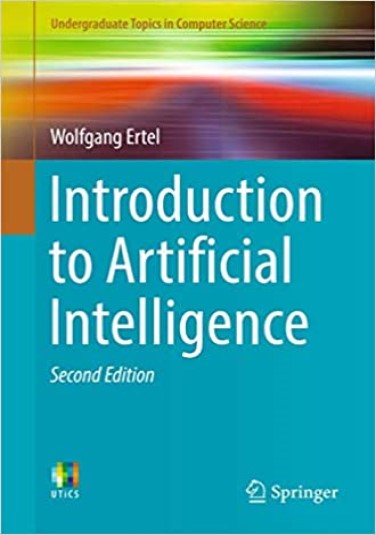 Undergraduate Topics in Computer Science
Wolfgang Ertel
Introduction
to Artificial
Intelligence
Second Edition
UTiCS
Springer